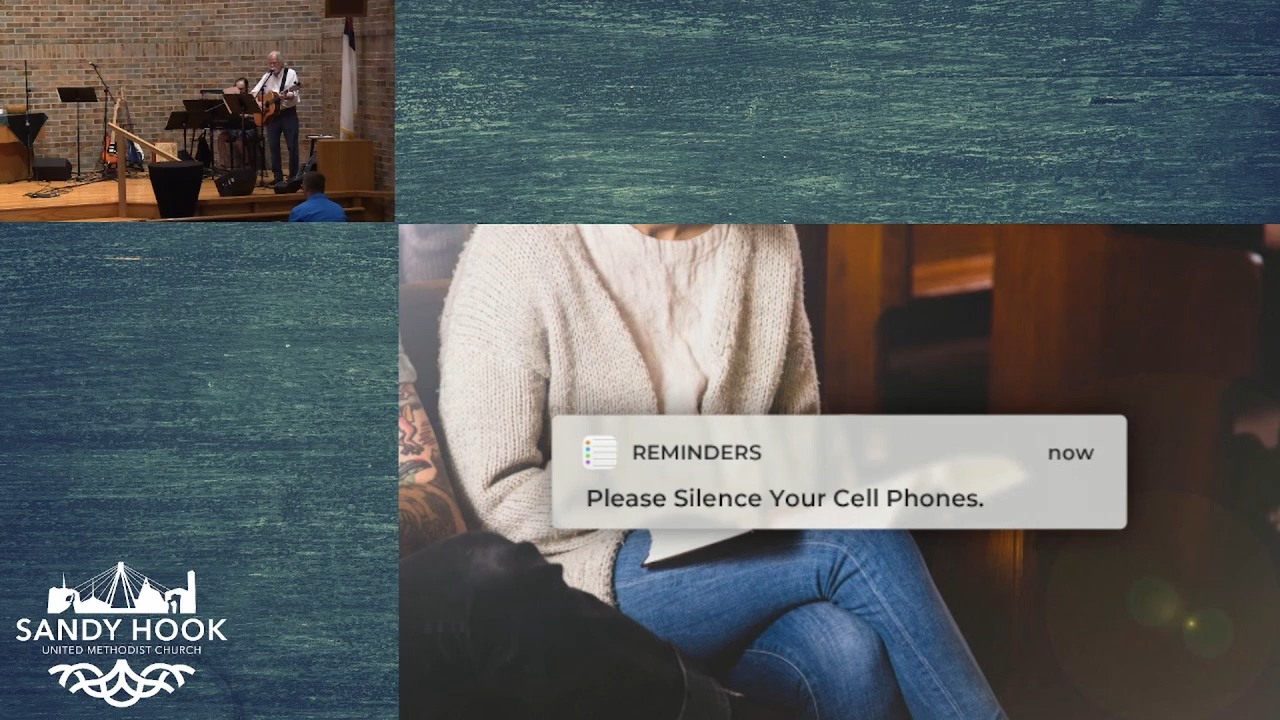 REMINDERS
now
Please Silence Your Cell Phones.
SANDY HOOK
UNITED METHODIST CHURCH